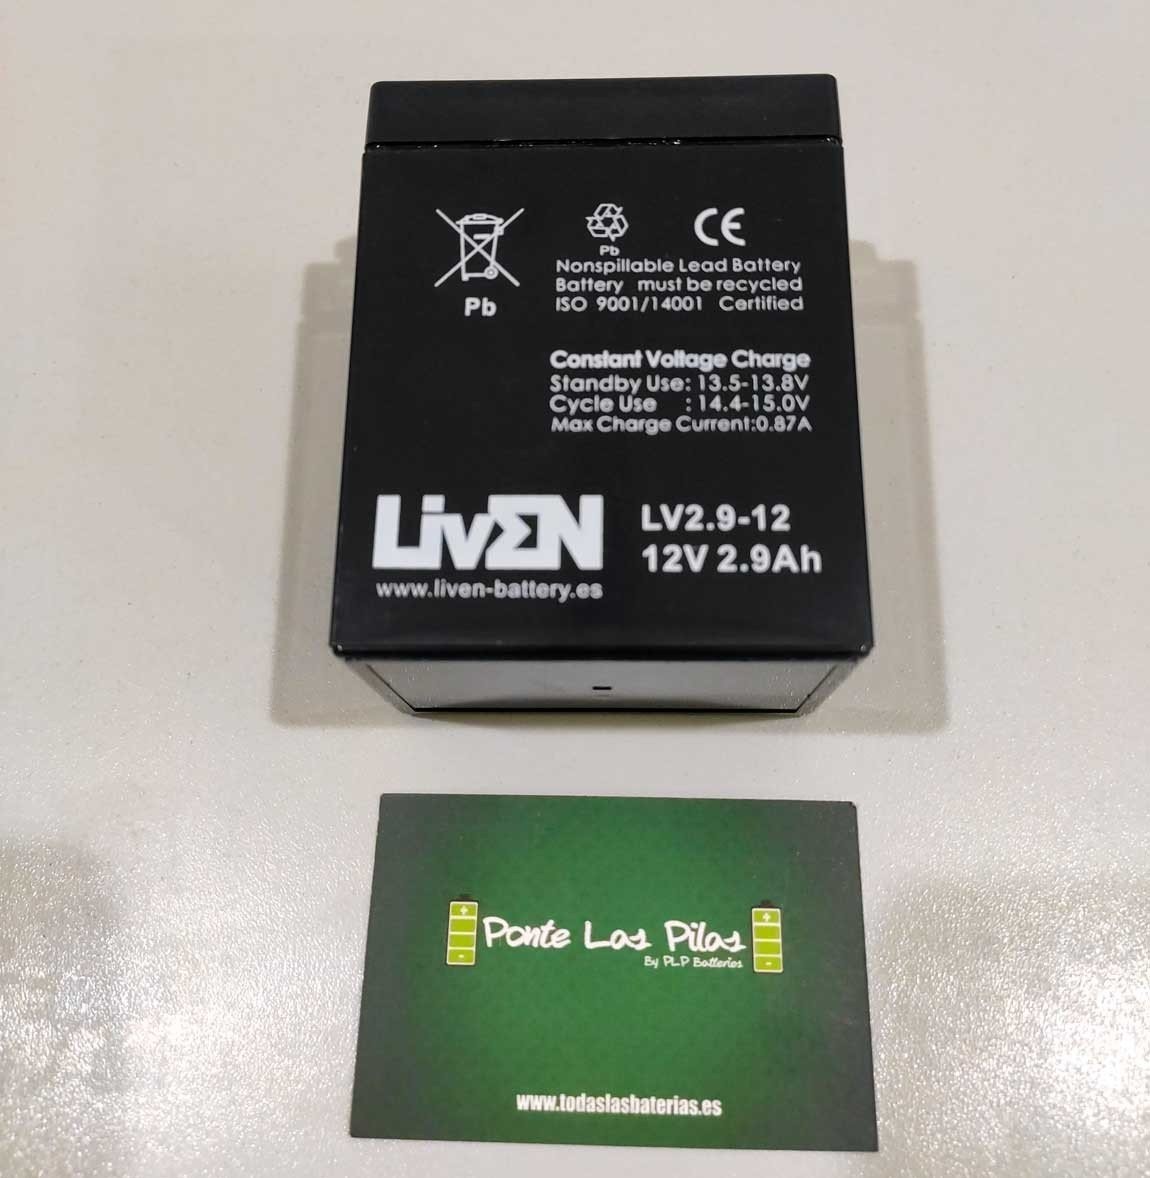 Pb
Pb
CE
Nonspillable Lead Battery
Battery must be recycled
ISO 9001/14001 Certified
Constant Voltage Charge
Standby Use: 13.5-13.8V
Cycle Use : 14.4-15.0V
Max Charge Current:0.87A
LivΣN
www.liven-battery.es
LV2.9-12
12V 2.9Ah
Ponte Las Pilas
By PLP Batteries
www.todaslasbaterias.es